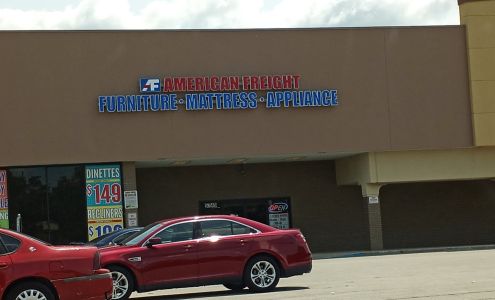 AF AMERICAN FREIGHT
FURNITURE • MATTRESS • APPLIANCE
DINETTES
$149
RECLINERS
OPEN